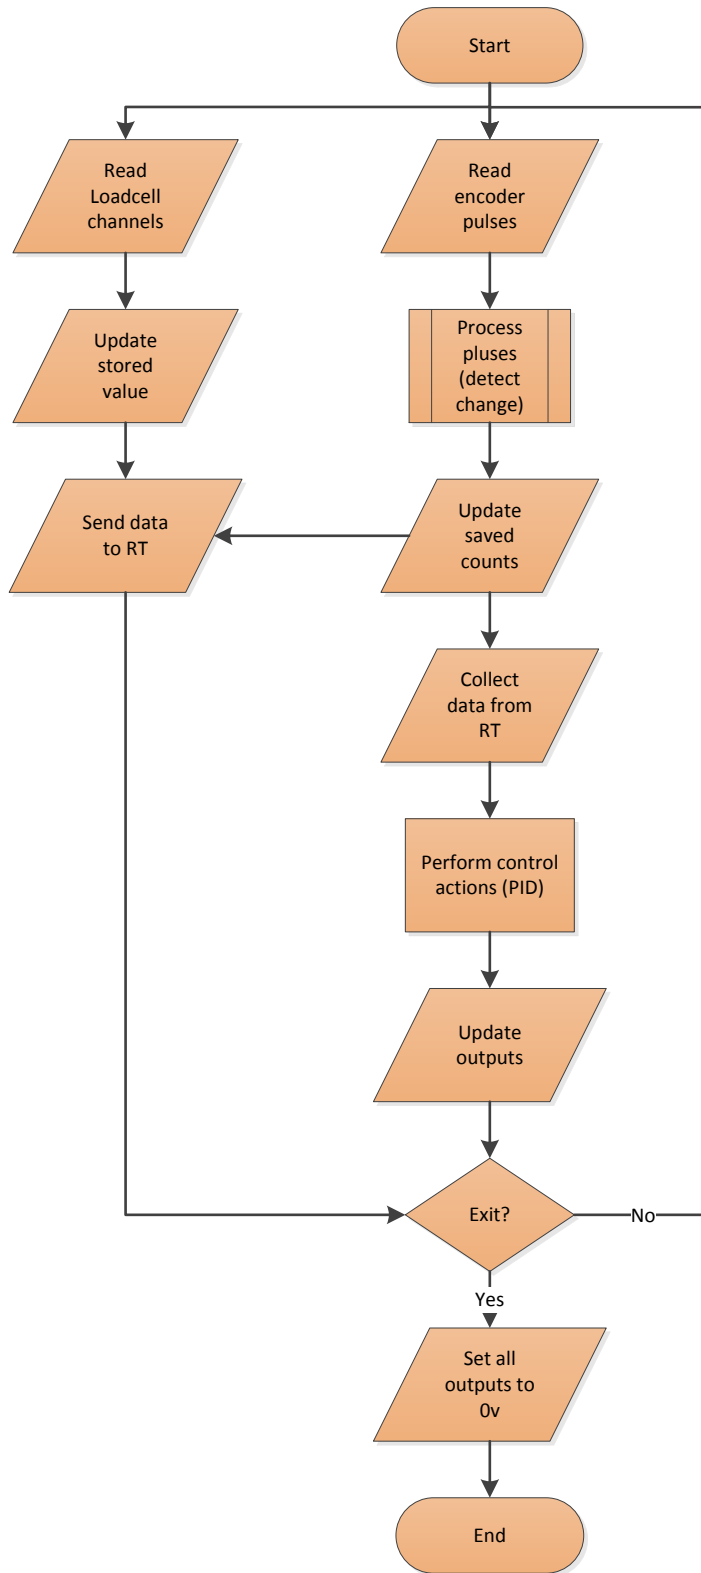 Start
Read
Loadcell
channels
Read
encoder
pulses
Update
stored
value
Process
pluses
(detect
change)
Send data
to RT
Update
saved
counts
Collect
data from
RT
Perform control
actions (PID)
Update
outputs
Exit?
No
Yes
Set all
outputs to
0v
End